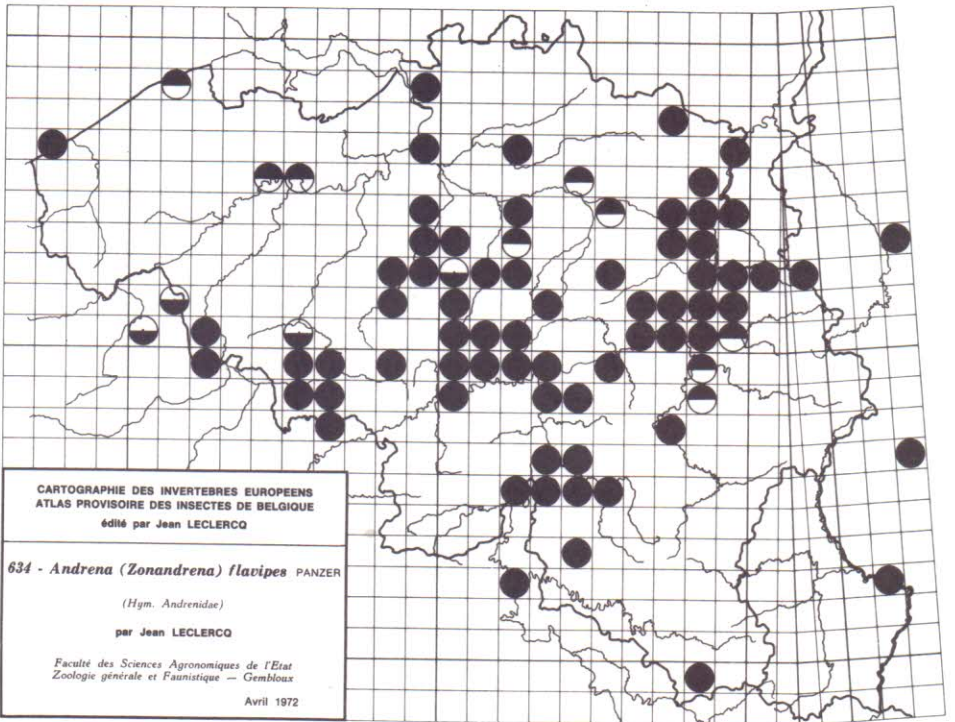 CARTOGRAPHIE DES INVERTEBRES EUROPEENS
ATLAS PROVISOIRE DES INSECTES DE BELGIQUE
édité par Jean LECLERCQ
634 - Andrena (Zonandrena) flavipes PANZER
(Hym. Andrenidae)
par Jean LECLERCQ
Faculté des Sciences Agronomiques de l'Etat
Zoologie générale et Faunistique — Gembloux
Avril 1972